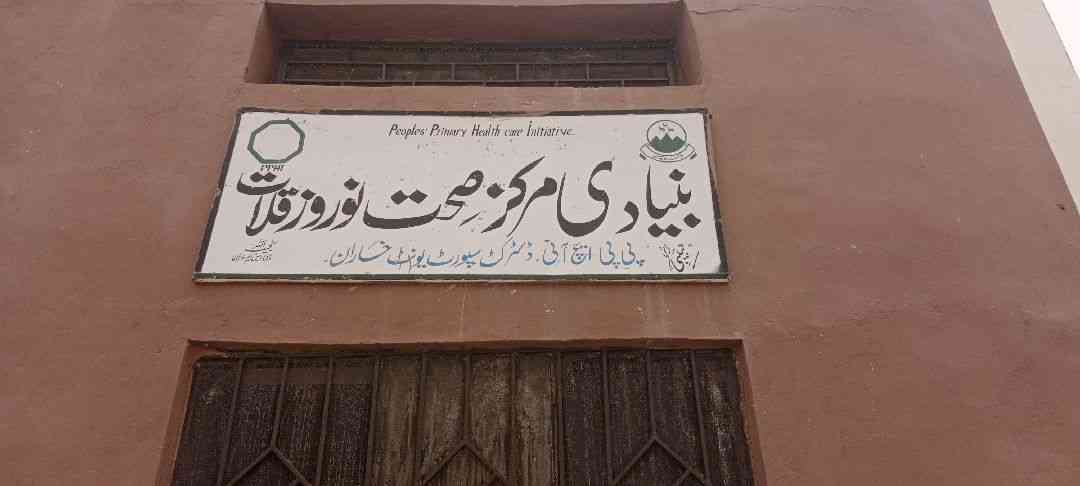 Peoples' Primary Health care Initiative.
بنیادی مرکز صحت نوروز قلات
پی پی ایچ آئی۔ ڈسٹرکٹ سپورٹ یونٹ خاران۔